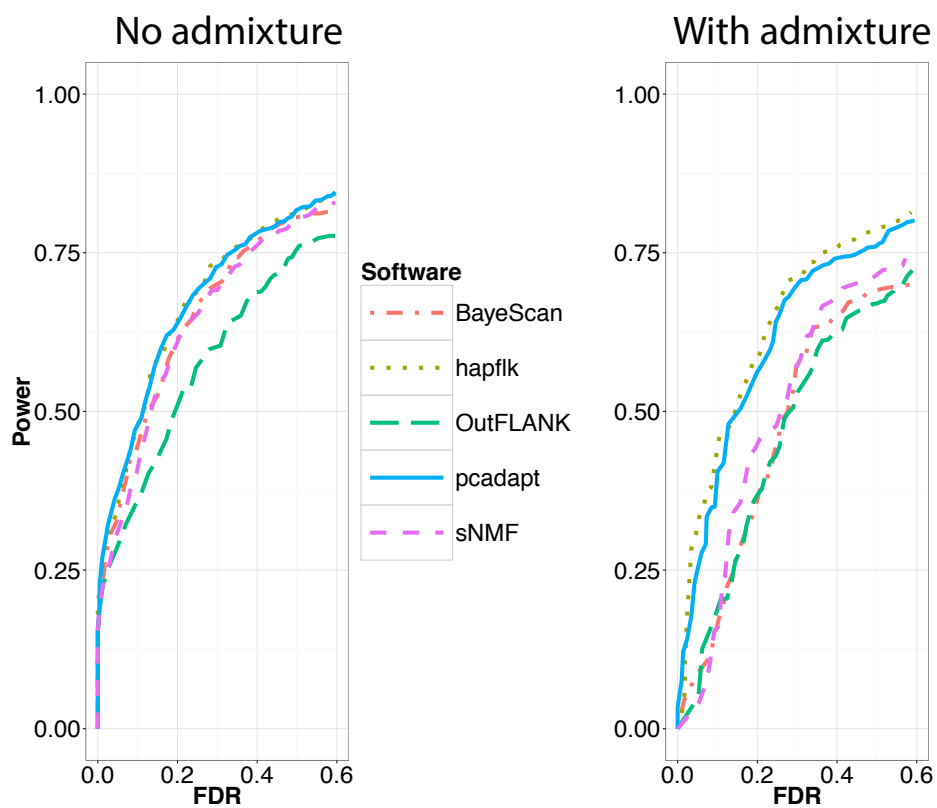 No admixture
With admixture
1.00
0.75
0.50
0.25
0.00
Power
0.0
0.2
0.4
0.6
FDR
Software
BayeScan
hapflk
OutFLANK
pcadapt
sNMF
1.00
0.75
0.50
0.25
0.00
0.0
0.2
0.4
0.6
FDR